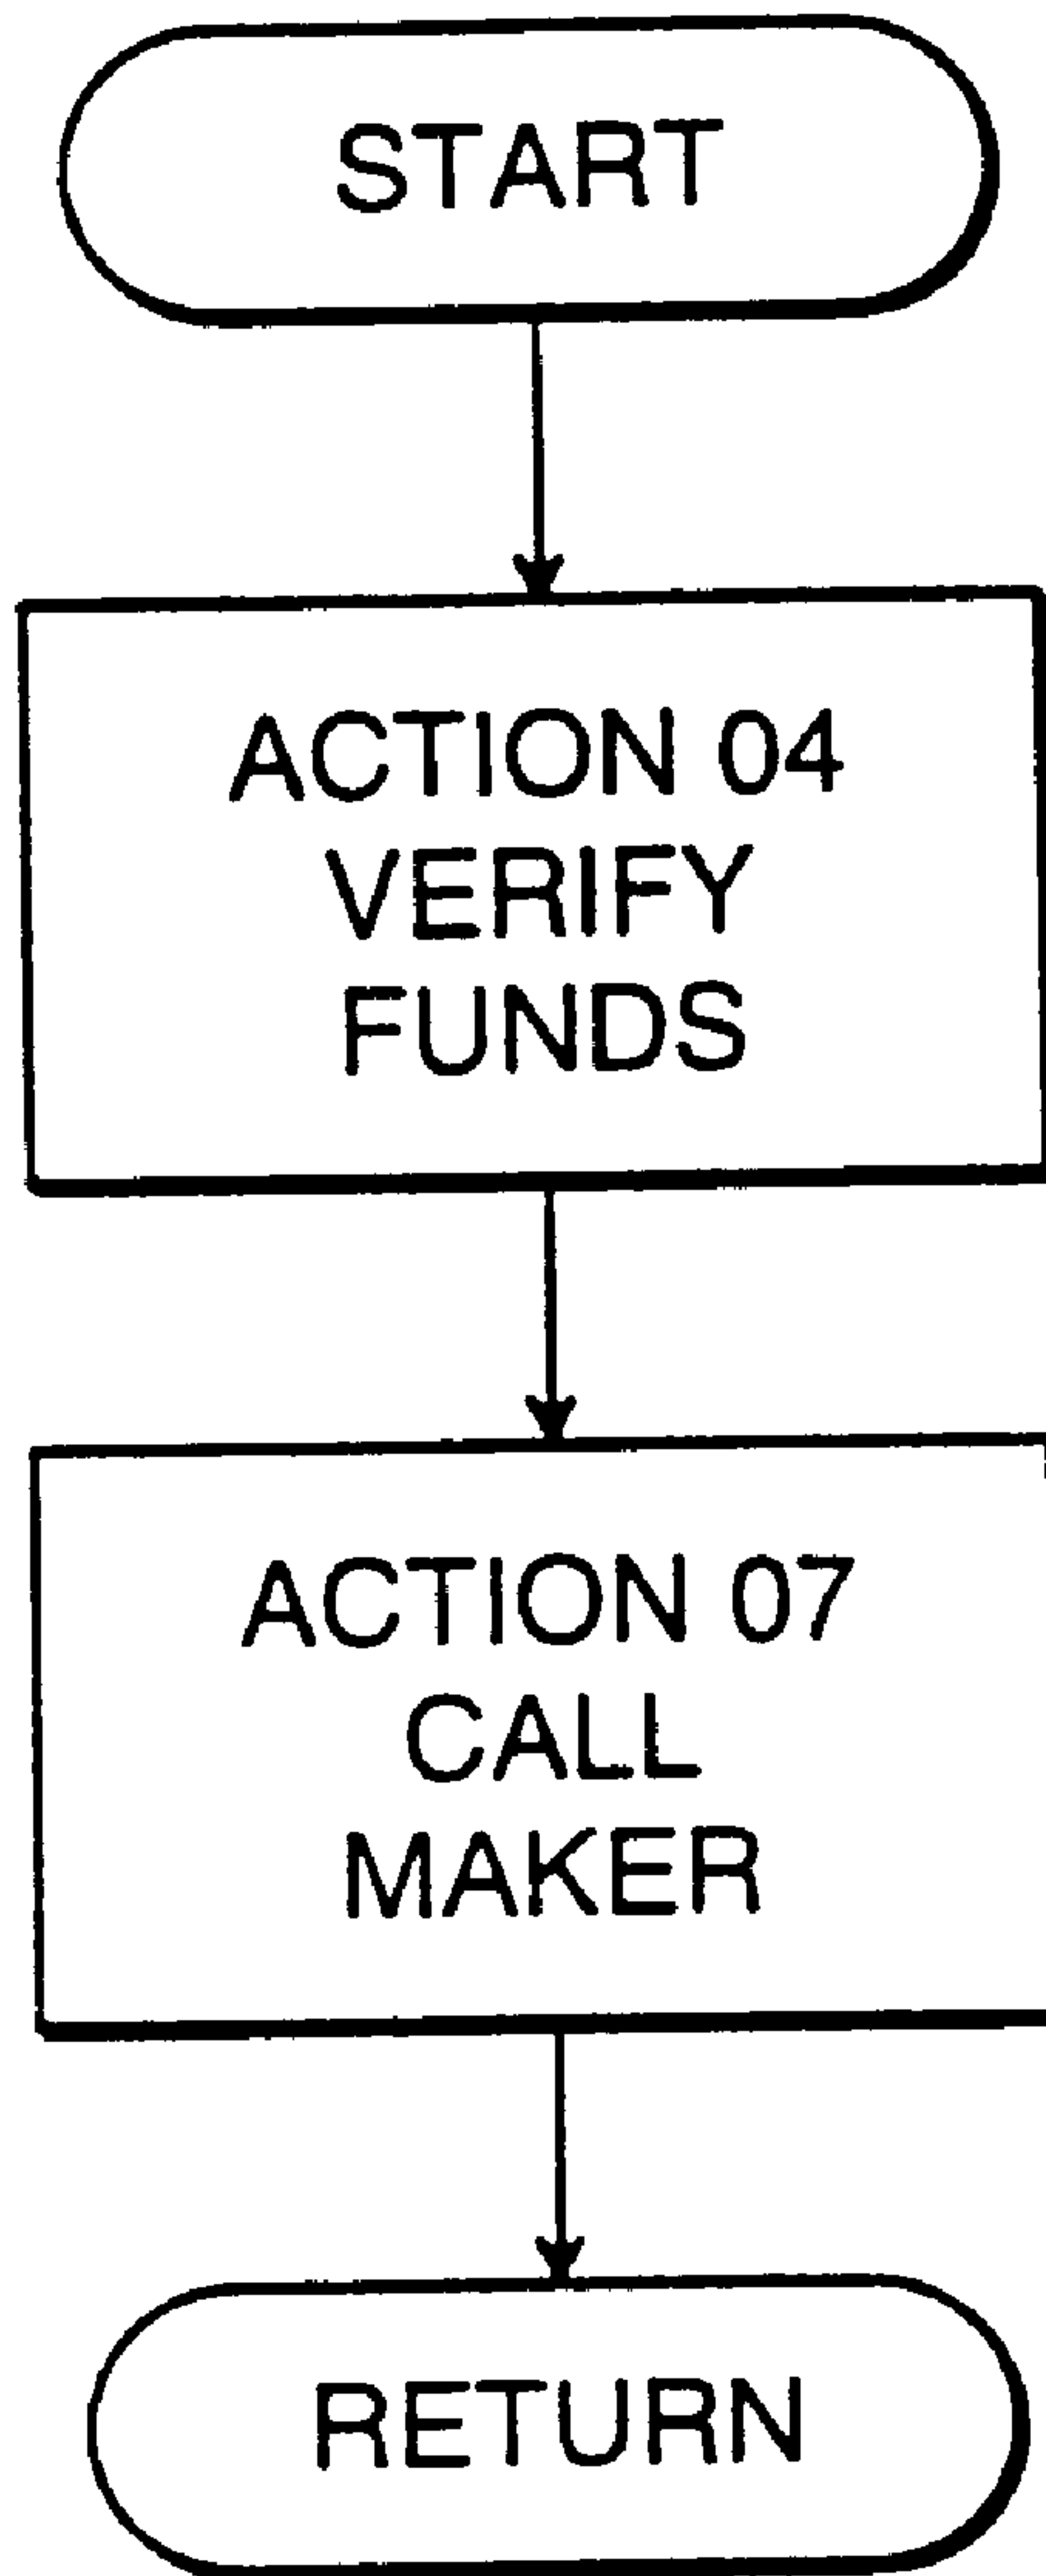 START
ACTION 04
VERIFY
FUNDS
ACTION 07
CALL
MAKER
RETURN